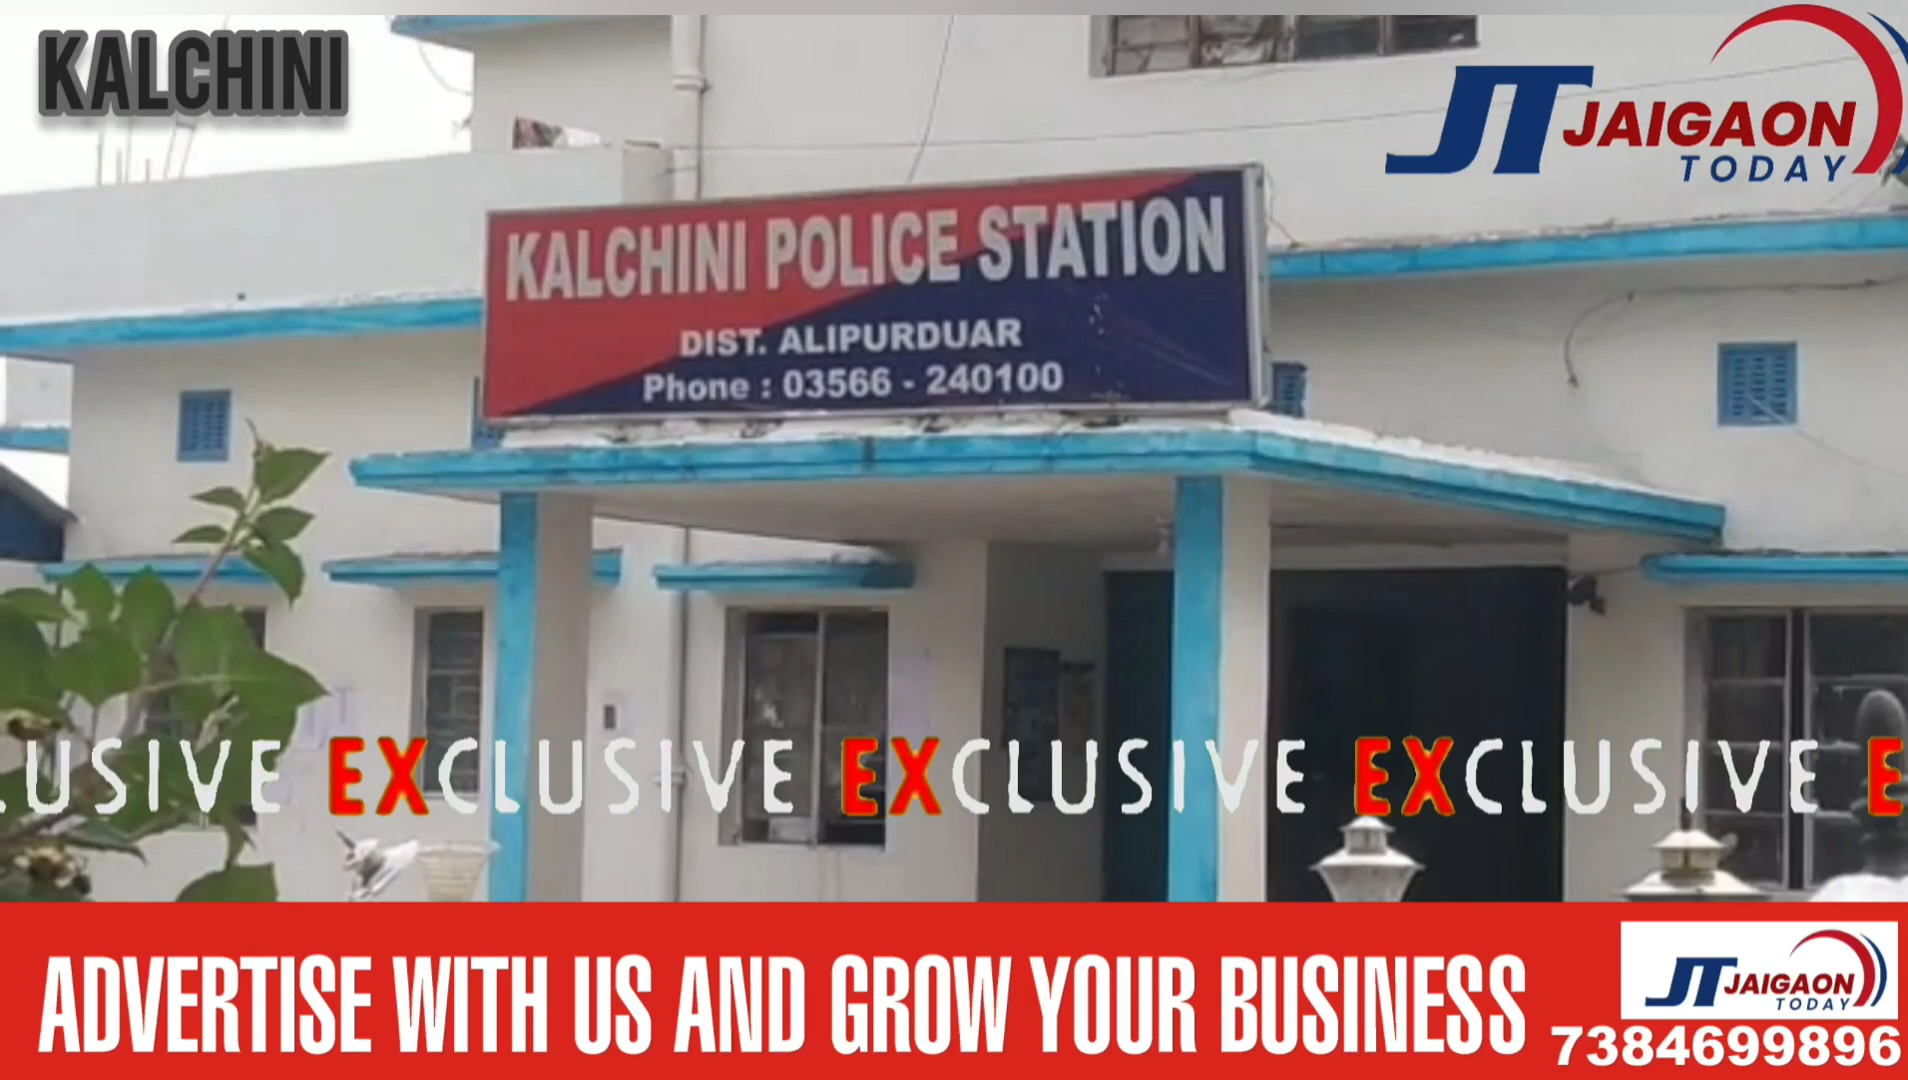 KALCHINI
JT JAIGAON
TODAY
KALCHINI POLICE STATION
DIST. ALIPURDUAR
Phone : 03566 - 240100
LUSIVE EXCLUSIVE EXCLUSIVE EXCLUSIVE E
ADVERTISE WITH US AND GROW YOUR BUSINESS
JT JAIGAON
TODAY
7384699896